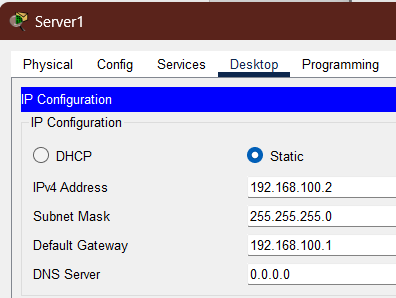 Server1
Physical Config Services Desktop Programming
IP Configuration
IP Configuration
DHCP Static
IPv4 Address 192.168.100.2
Subnet Mask 255.255.255.0
Default Gateway 192.168.100.1
DNS Server 0.0.0.0